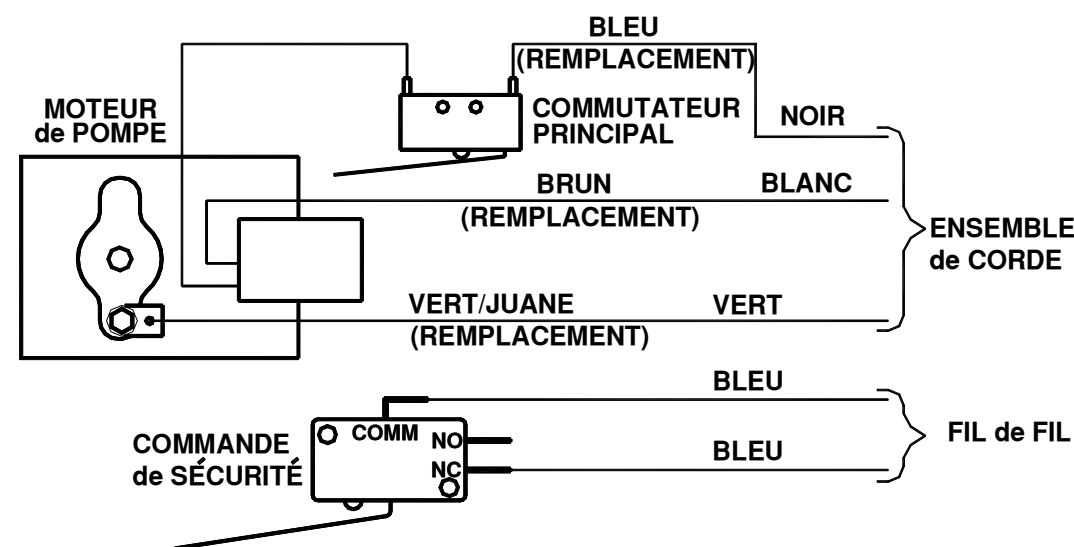 BLEU
(REMPLACEMENT)
MOTEUR
de POMPE
COMMUTATEUR
PRINCIPAL
NOIR
BRUN
(REMPLACEMENT)
BLANC
ENSEMBLE
de CORDE
VERT/JUANE
(REMPLACEMENT)
VERT
BLEU
COMMANDE
de SÉCURITÉ
COMM
NO
NC
BLEU
FIL de FIL